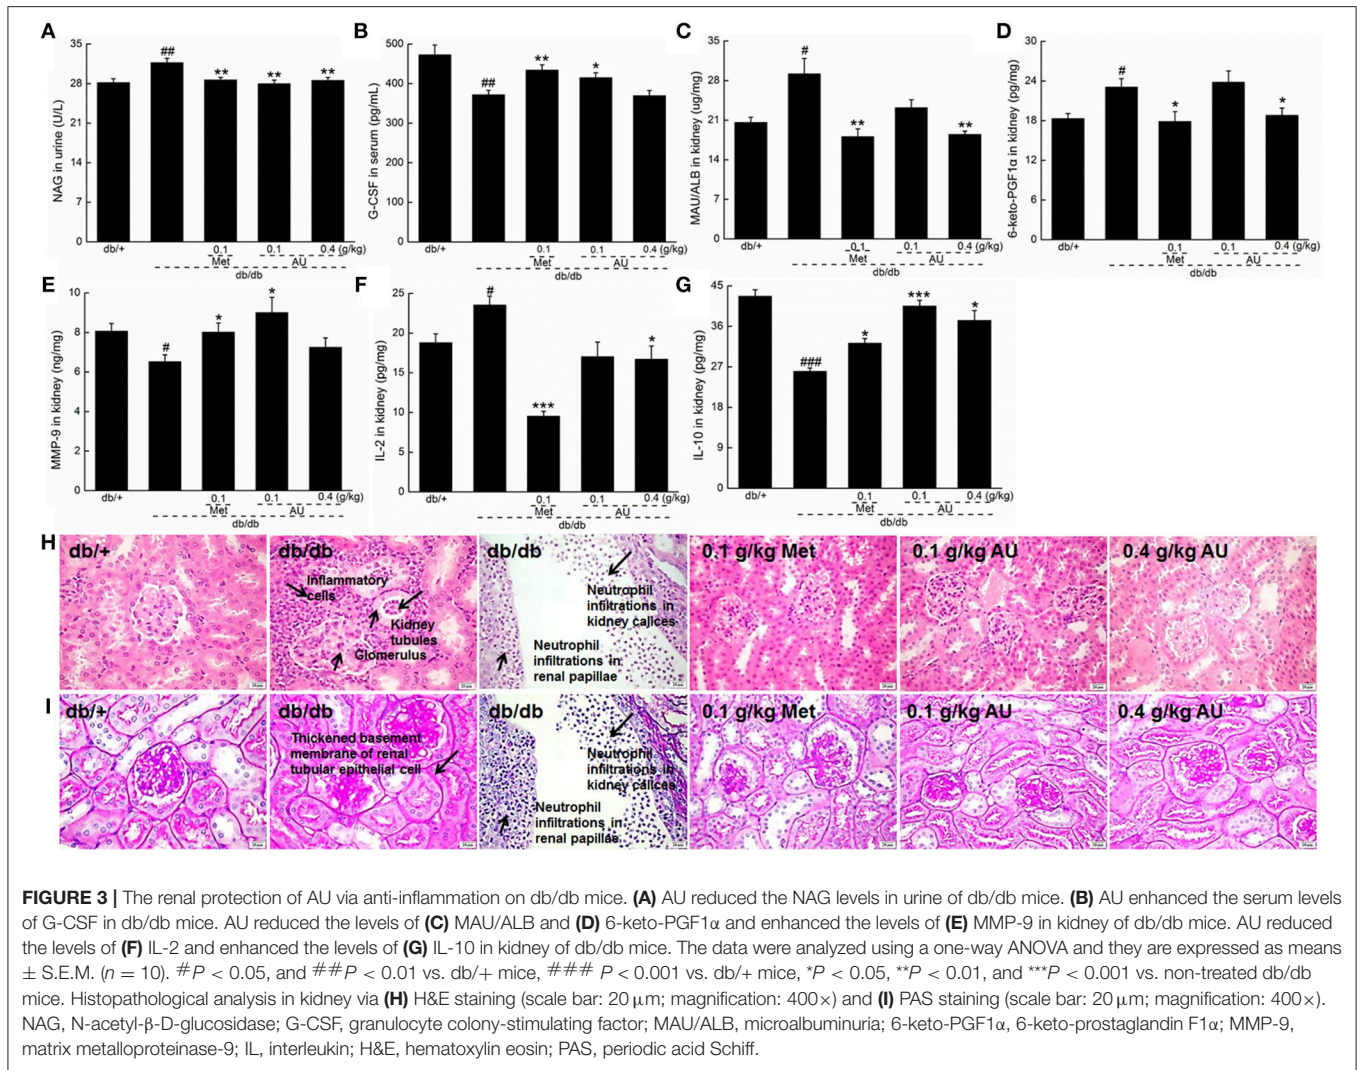 A
35
28
21
14
7
0
NAG in urine (U/L)
##
**
**
**
db/+
0.1
0.1
0.4 (g/kg)
Met
AU
db/db
B
500
400
300
200
100
0
G-CSF in serum (pg/mL)
##
**
*
db/+
0.1
0.1
0.4 (g/kg)
Met
AU
db/db
C
35
28
21
14
7
0
MAU/ALB in kidney (ug/mg)
#
**
**
db/+
0.1
0.1
0.4 (g/kg)
Met
AU
db/db
D
30
24
18
12
6
0
6-keto-PGF1α in kidney (pg/mg)
#
*
*
db/+
0.1
0.1
0.4 (g/kg)
Met
AU
db/db
E
10
8
6
4
2
0
MMP-9 in kidney (ng/mg)
#
*
*
db/+
0.1
0.1
0.4 (g/kg)
Met
AU
db/db
F
25
20
15
10
5
0
IL-2 in kidney (pg/mg)
#
***
*
db/+
0.1
0.1
0.4 (g/kg)
Met
AU
db/db
G
45
36
27
18
9
0
IL-10 in kidney (pg/mg)
###
*
***
*
db/+
0.1
0.1
0.4 (g/kg)
Met
AU
db/db
H
db/+
db/db
Inflammatory
cells
Kidney
tubules
Glomerulus
db/db
Neutrophil
infiltrations in
kidney calices
Neutrophil
infiltrations in
renal papillae
0.1 g/kg Met
0.1 g/kg AU
0.4 g/kg AU
I
db/+
db/db
Thickened basement
membrane of renal
tubular epithelial cell
db/db
Neutrophil
infiltrations in
kidney calices
Neutrophil
infiltrations in
renal papillae
0.1 g/kg Met
0.1 g/kg AU
0.4 g/kg AU
FIGURE 3 | The renal protection of AU via anti-inflammation on db/db mice. (A) AU reduced the NAG levels in urine of db/db mice. (B) AU enhanced the serum levels
of G-CSF in db/db mice. AU reduced the levels of (C) MAU/ALB and (D) 6-keto-PGF1α and enhanced the levels of (E) MMP-9 in kidney of db/db mice. AU reduced
the levels of (F) IL-2 and enhanced the levels of (G) IL-10 in kidney of db/db mice. The data were analyzed using a one-way ANOVA and they are expressed as means
± S.E.M. (n = 10). #P < 0.05, and ##P < 0.01 vs. db/+ mice, ### P < 0.001 vs. db/+ mice, *P < 0.05, **P < 0.01, and ***P < 0.001 vs. non-treated db/db
mice. Histopathological analysis in kidney via (H) H&E staining (scale bar: 20 μm; magnification: 400×) and (I) PAS staining (scale bar: 20 μm; magnification: 400×).
NAG, N-acetyl-β-D-glucosidase; G-CSF, granulocyte colony-stimulating factor; MAU/ALB, microalbuminuria; 6-keto-PGF1α, 6-keto-prostaglandin F1α; MMP-9,
matrix metalloproteinase-9; IL, interleukin; H&E, hematoxylin eosin; PAS, periodic acid Schiff.